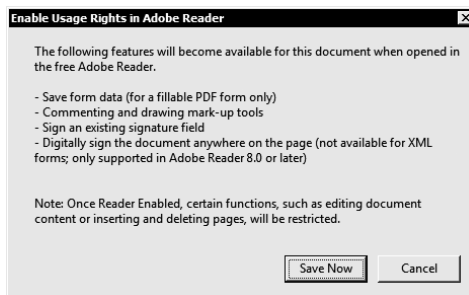 Enable Usage Rights in Adobe Reader
The following features will become available for this document when opened in
the free Adobe Reader.
- Save form data (for a fillable PDF form only)
- Commenting and drawing mark-up tools
- Sign an existing signature field
- Digitally sign the document anywhere on the page (not available for XML
forms; only supported in Adobe Reader 8.0 or later)
Note: Once Reader Enabled, certain functions, such as editing document
content or inserting and deleting pages, will be restricted.
Save Now Cancel